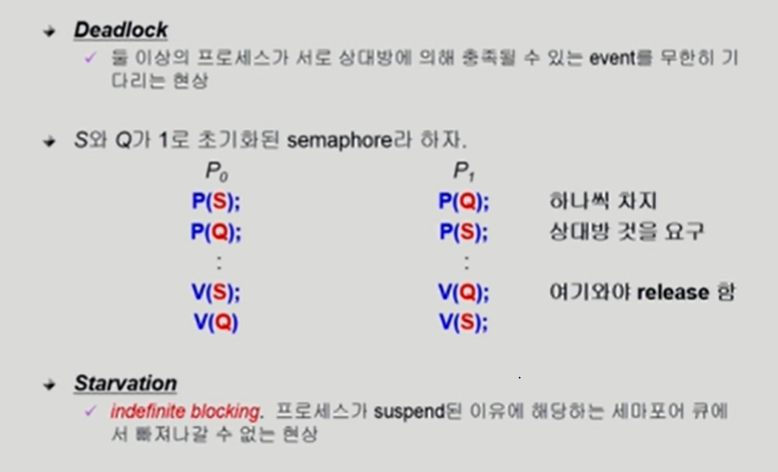 Deadlock
둘 이상의 프로세스가 서로 상대방에 의해 충족될 수 있는 event를 무한히 기
다리는 현상
S와 Q가 1로 초기화된 semaphore라 하자.
P0 P1
P(S); P(Q); 하나씩 차지
P(Q); P(S); 상대방 것을 요구
: :
V(S); V(Q); 여기와야 release 함
V(Q) V(S);
Starvation
indefinite blocking. 프로세스가 suspend된 이유에 해당하는 세마포어 큐에
서 빠져나갈 수 없는 현상